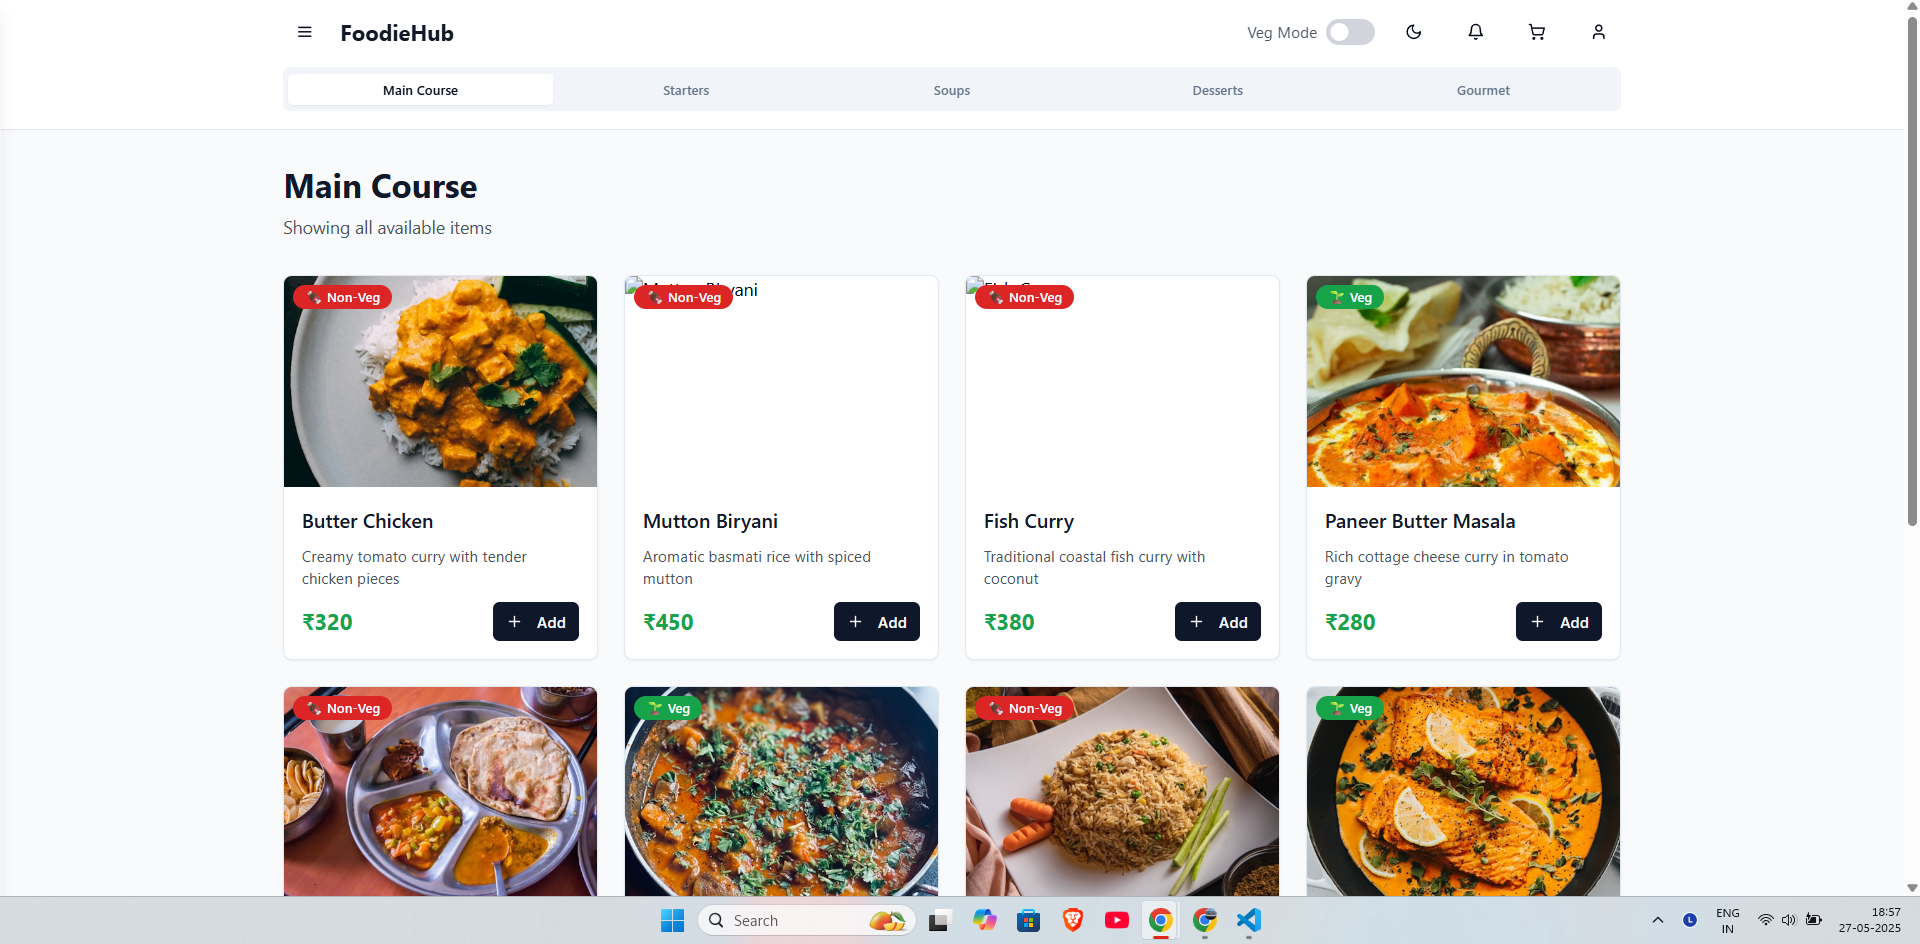 FoodieHub
Veg Mode
Main Course
Starters
Soups
Desserts
Gourmet
Main Course
Showing all available items
Non-Veg
Non-Veg
Non-Veg
Veg
Butter Chicken
Creamy tomato curry with tender
chicken pieces
₹320
+ Add
Mutton Biryani
Aromatic basmati rice with spiced
mutton
₹450
+ Add
Fish Curry
Traditional coastal fish curry with
coconut
₹380
+ Add
Paneer Butter Masala
Rich cottage cheese curry in tomato
gravy
₹280
+ Add
Non-Veg
Veg
Non-Veg
Veg
Search
ENG
IN
18:57
27-05-2025